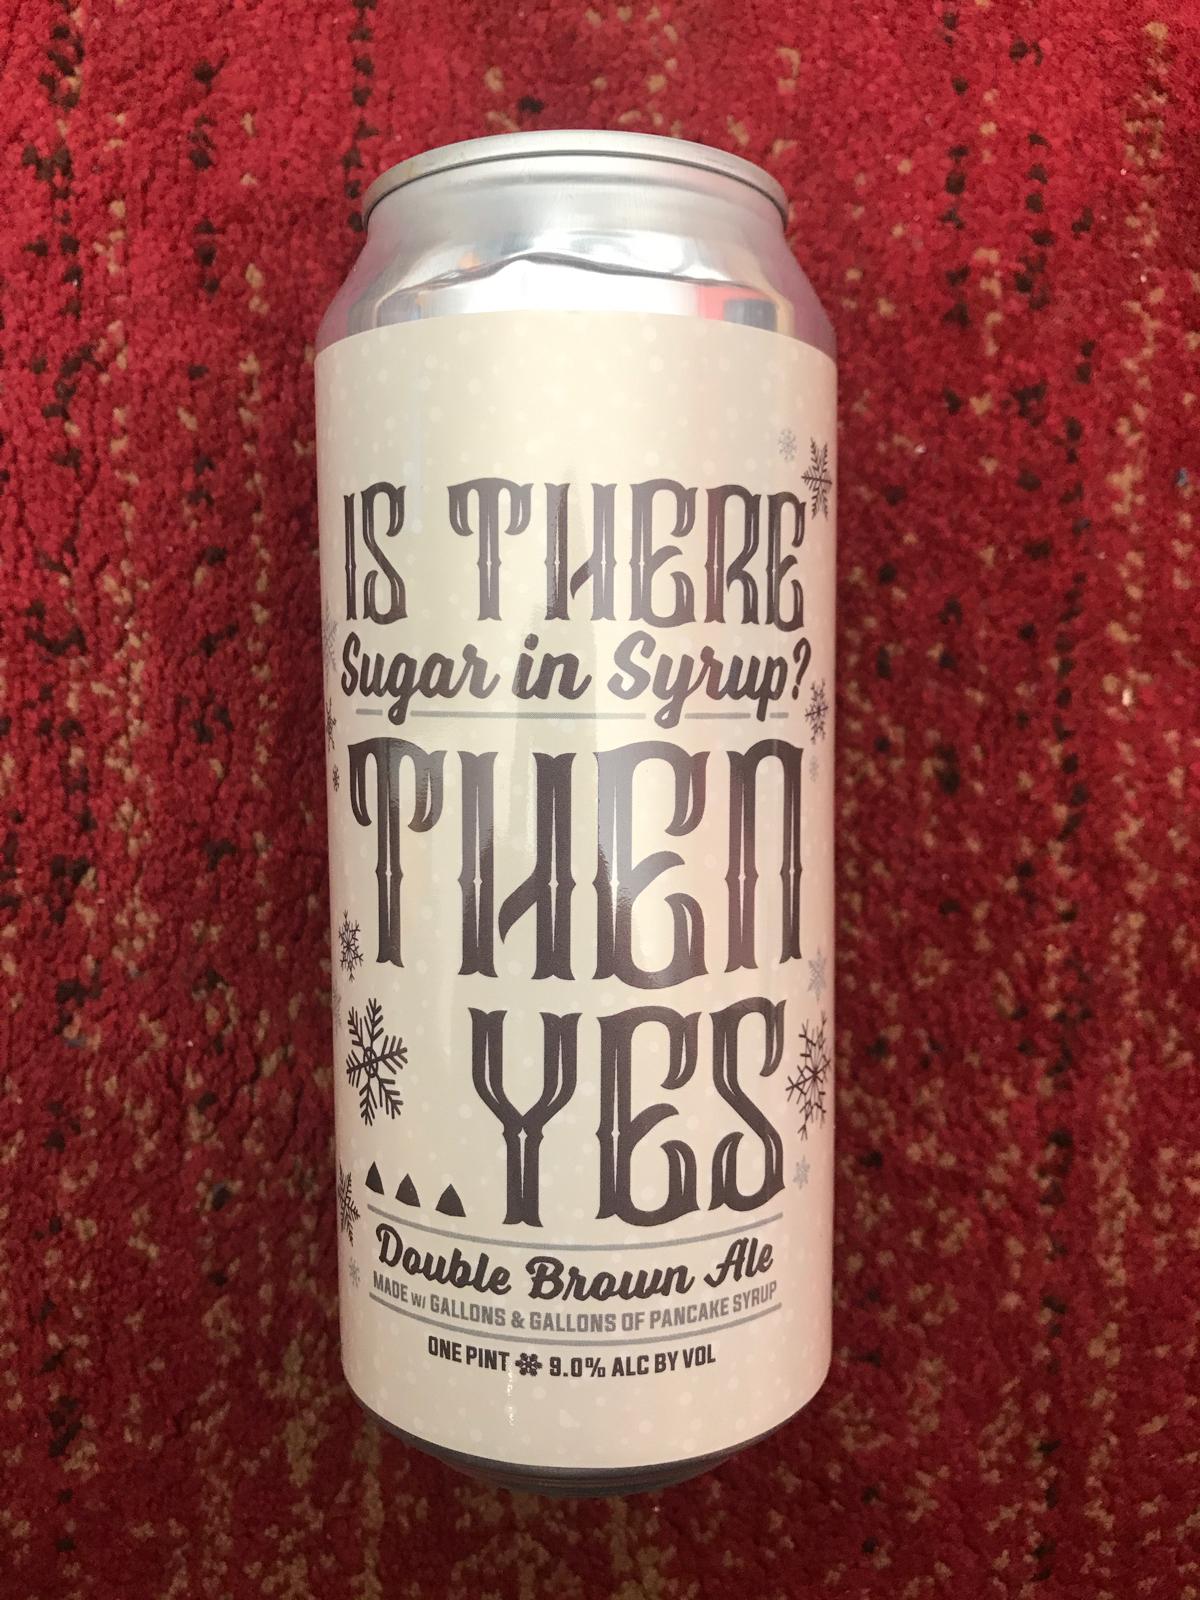 IS THERE
Sugar in Syrup?
THEN
...YES
Double Brown Ale
MADE W/ GALLONS & GALLONS OF PANCAKE SYRUP
ONE PINT 9.0% ALC BY VOL